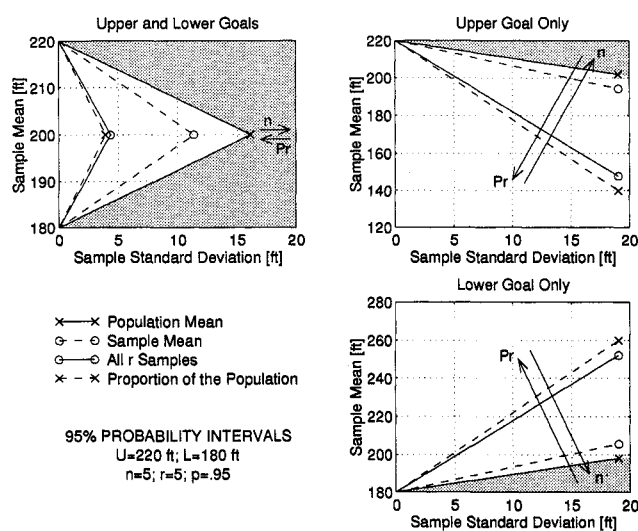 Upper and Lower Goals
220
210
200
190
180
Sample Mean [ft]
n
Pr
0
5
10
15
20
Sample Standard Deviation [ft]
Upper Goal Only
220
200
180
160
140
120
Sample Mean [ft]
n
Pr
0
5
10
15
20
Sample Standard Deviation [ft]
Population Mean
Sample Mean
All r Samples
Proportion of the Population
95% PROBABILITY INTERVALS
U=220 ft; L=180 ft
n=5; r=5; p=.95
Lower Goal Only
280
260
240
220
200
180
Sample Mean [ft]
Pr
n
0
5
10
15
20
Sample Standard Deviation [ft]